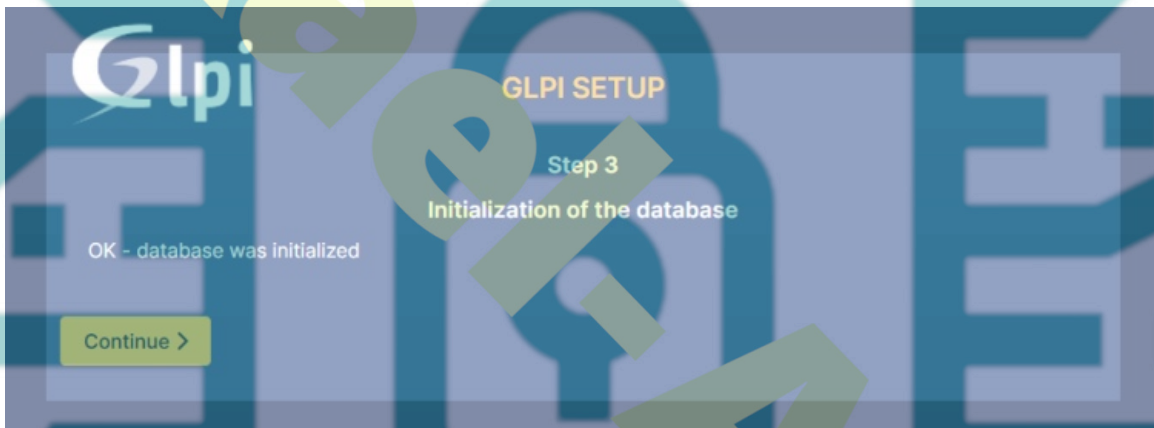 Glpi
GLPI SETUP
Step 3
Initialization of the database
OK - database was initialized
Continue >